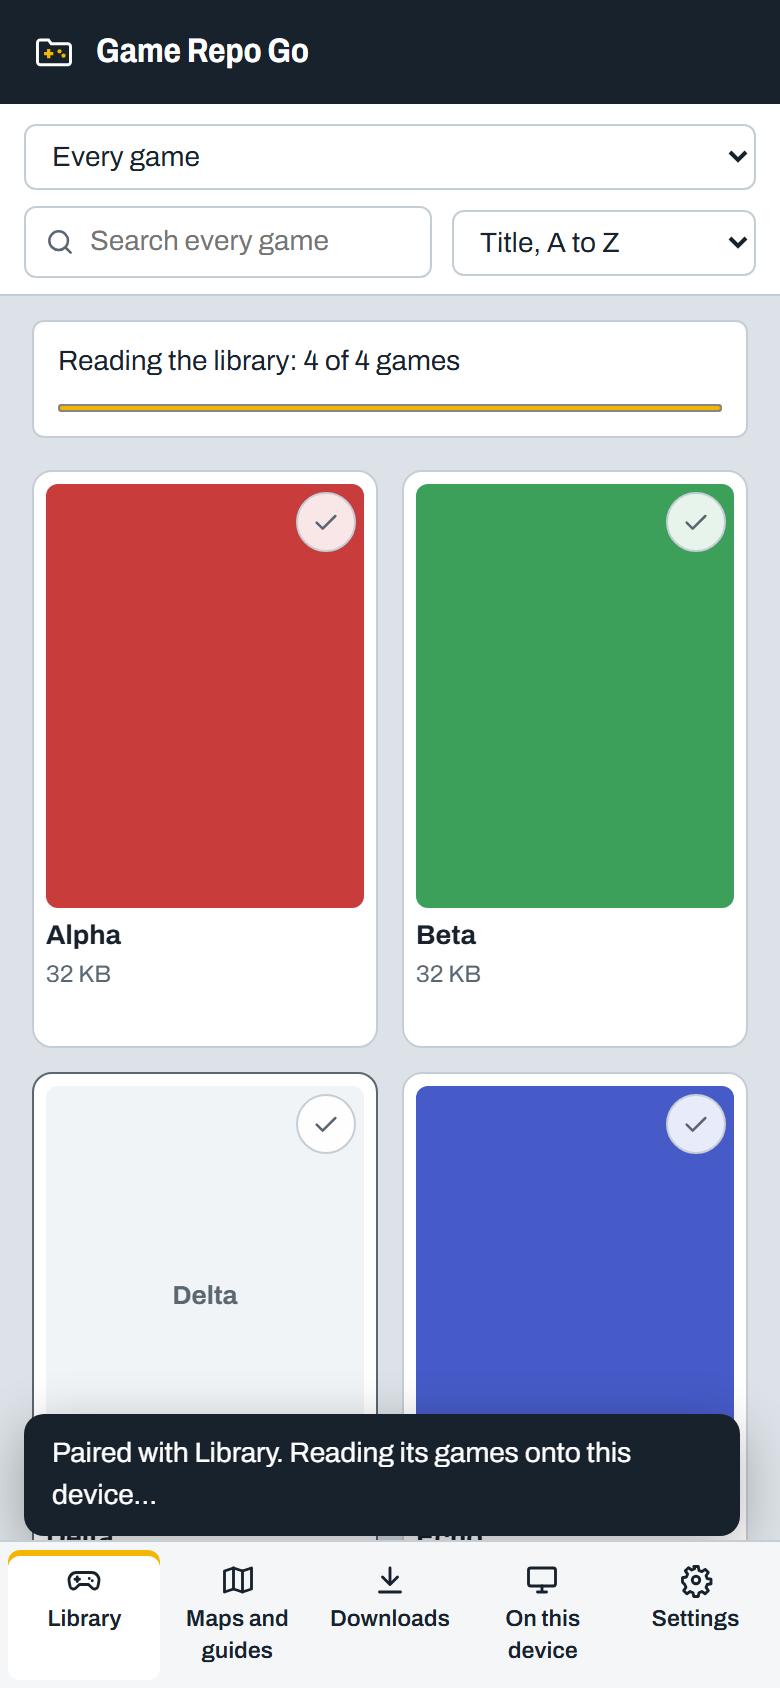 Game Repo Go
Every game
Search every game
Title, A to Z
Reading the library: 4 of 4 games
Alpha
32 KB
Beta
32 KB
Delta
Paired with Library. Reading its games onto this
device...
Delta
Echo
Library
Maps and
guides
Downloads
On this
device
Settings